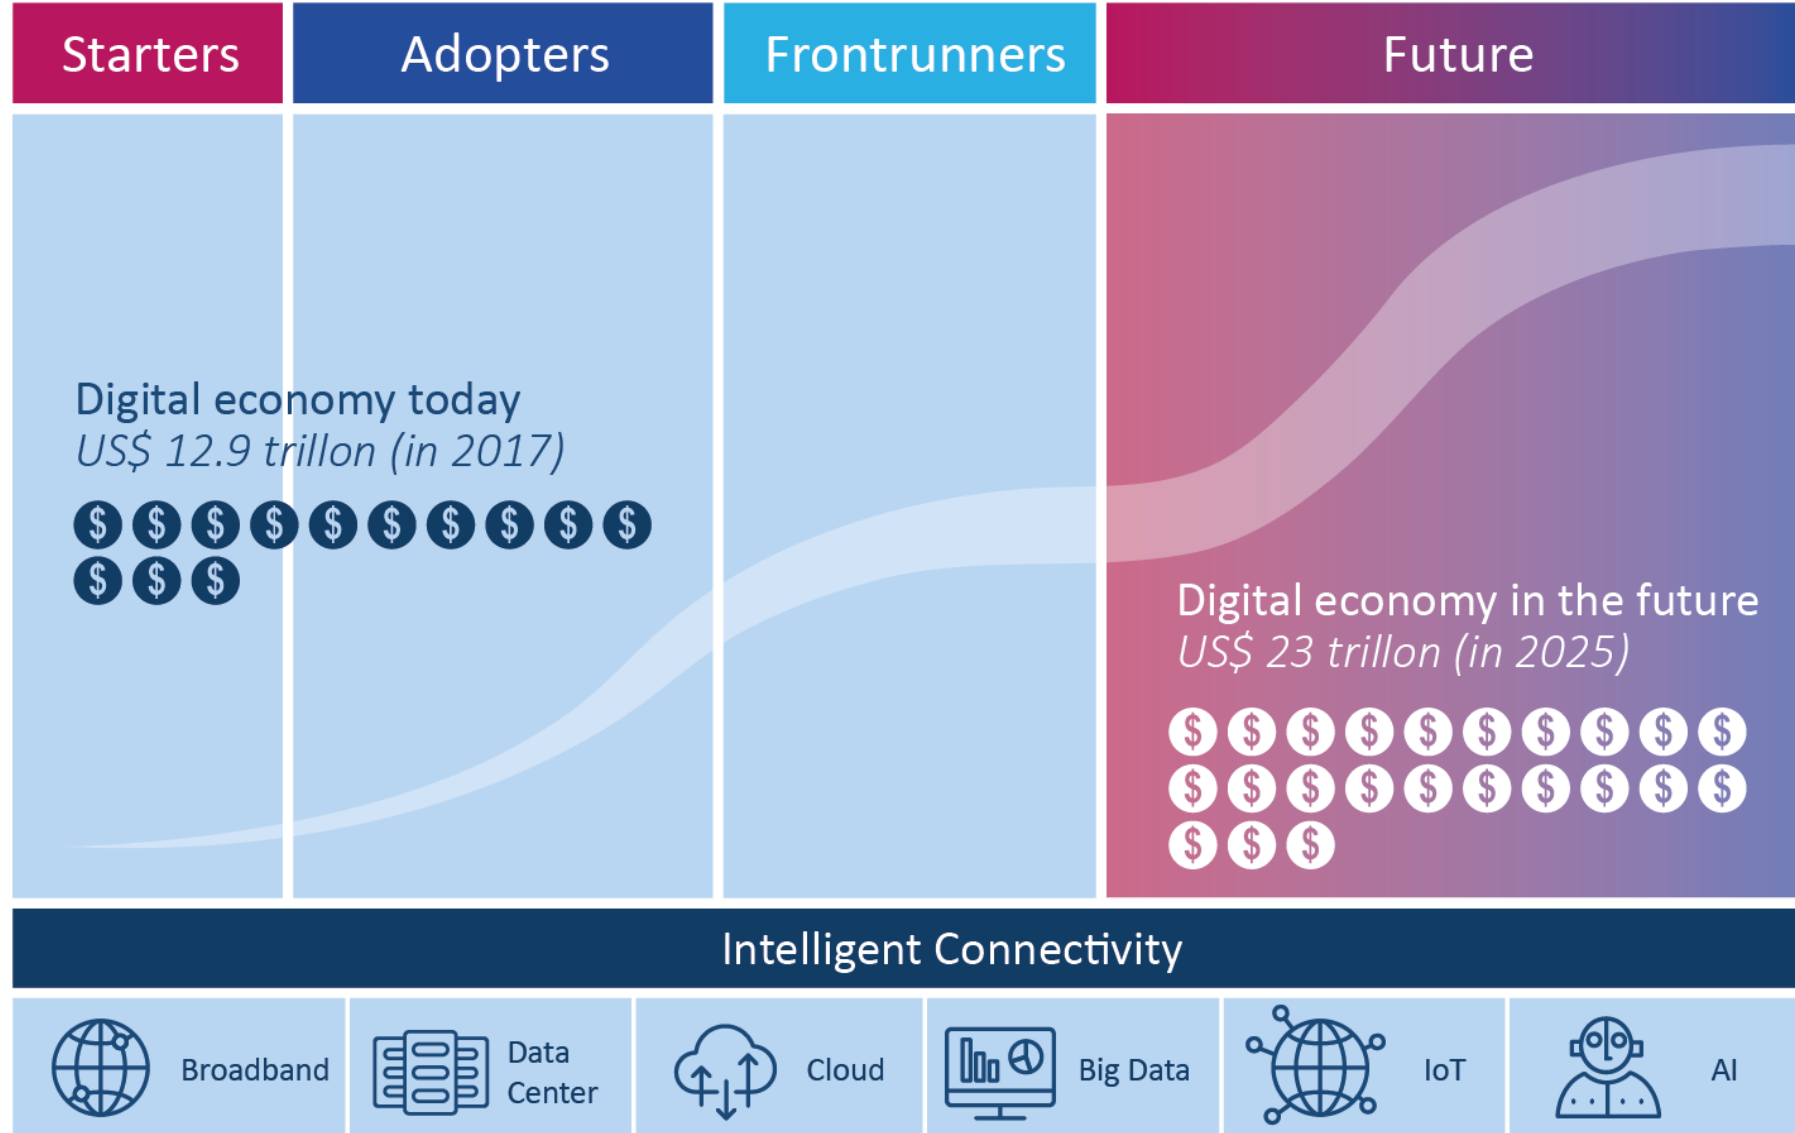 Starters
Adopters
Frontrunners
Future
Digital economy today
US$ 12.9 trillon (in 2017)
$ $ $ $ $ $ $ $ $ $
$ $ $
Digital economy in the future
US$ 23 trillon (in 2025)
$ $ $ $ $ $ $ $ $ $
$ $ $ $ $ $ $ $ $ $
$ $ $
Intelligent Connectivity
Broadband
Data
Center
Cloud
Big Data
IoT
AI